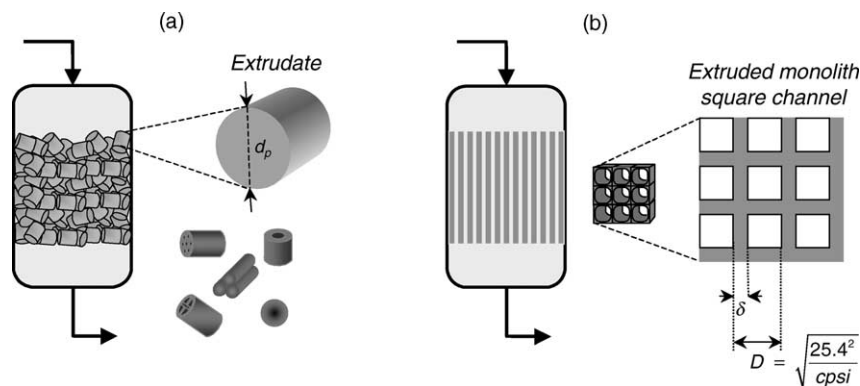 (a)
Extrudate
d_p
(b)
Extruded monolith
square channel
δ
D = √(25.4²/cpsi)